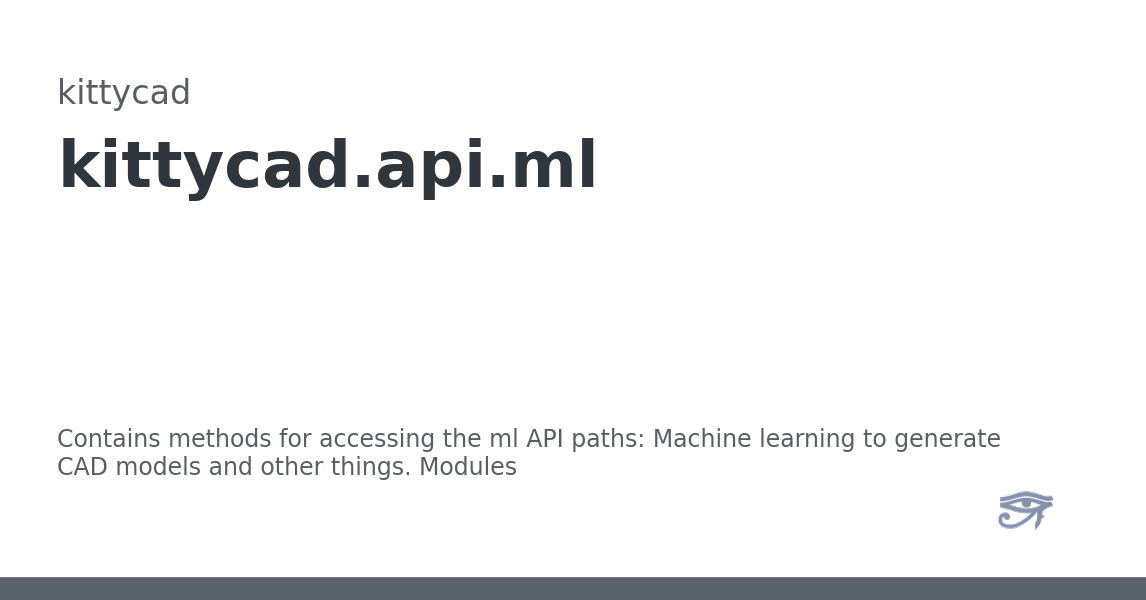 kittycad
kittycad.api.ml
Contains methods for accessing the ml API paths: Machine learning to generate
CAD models and other things. Modules